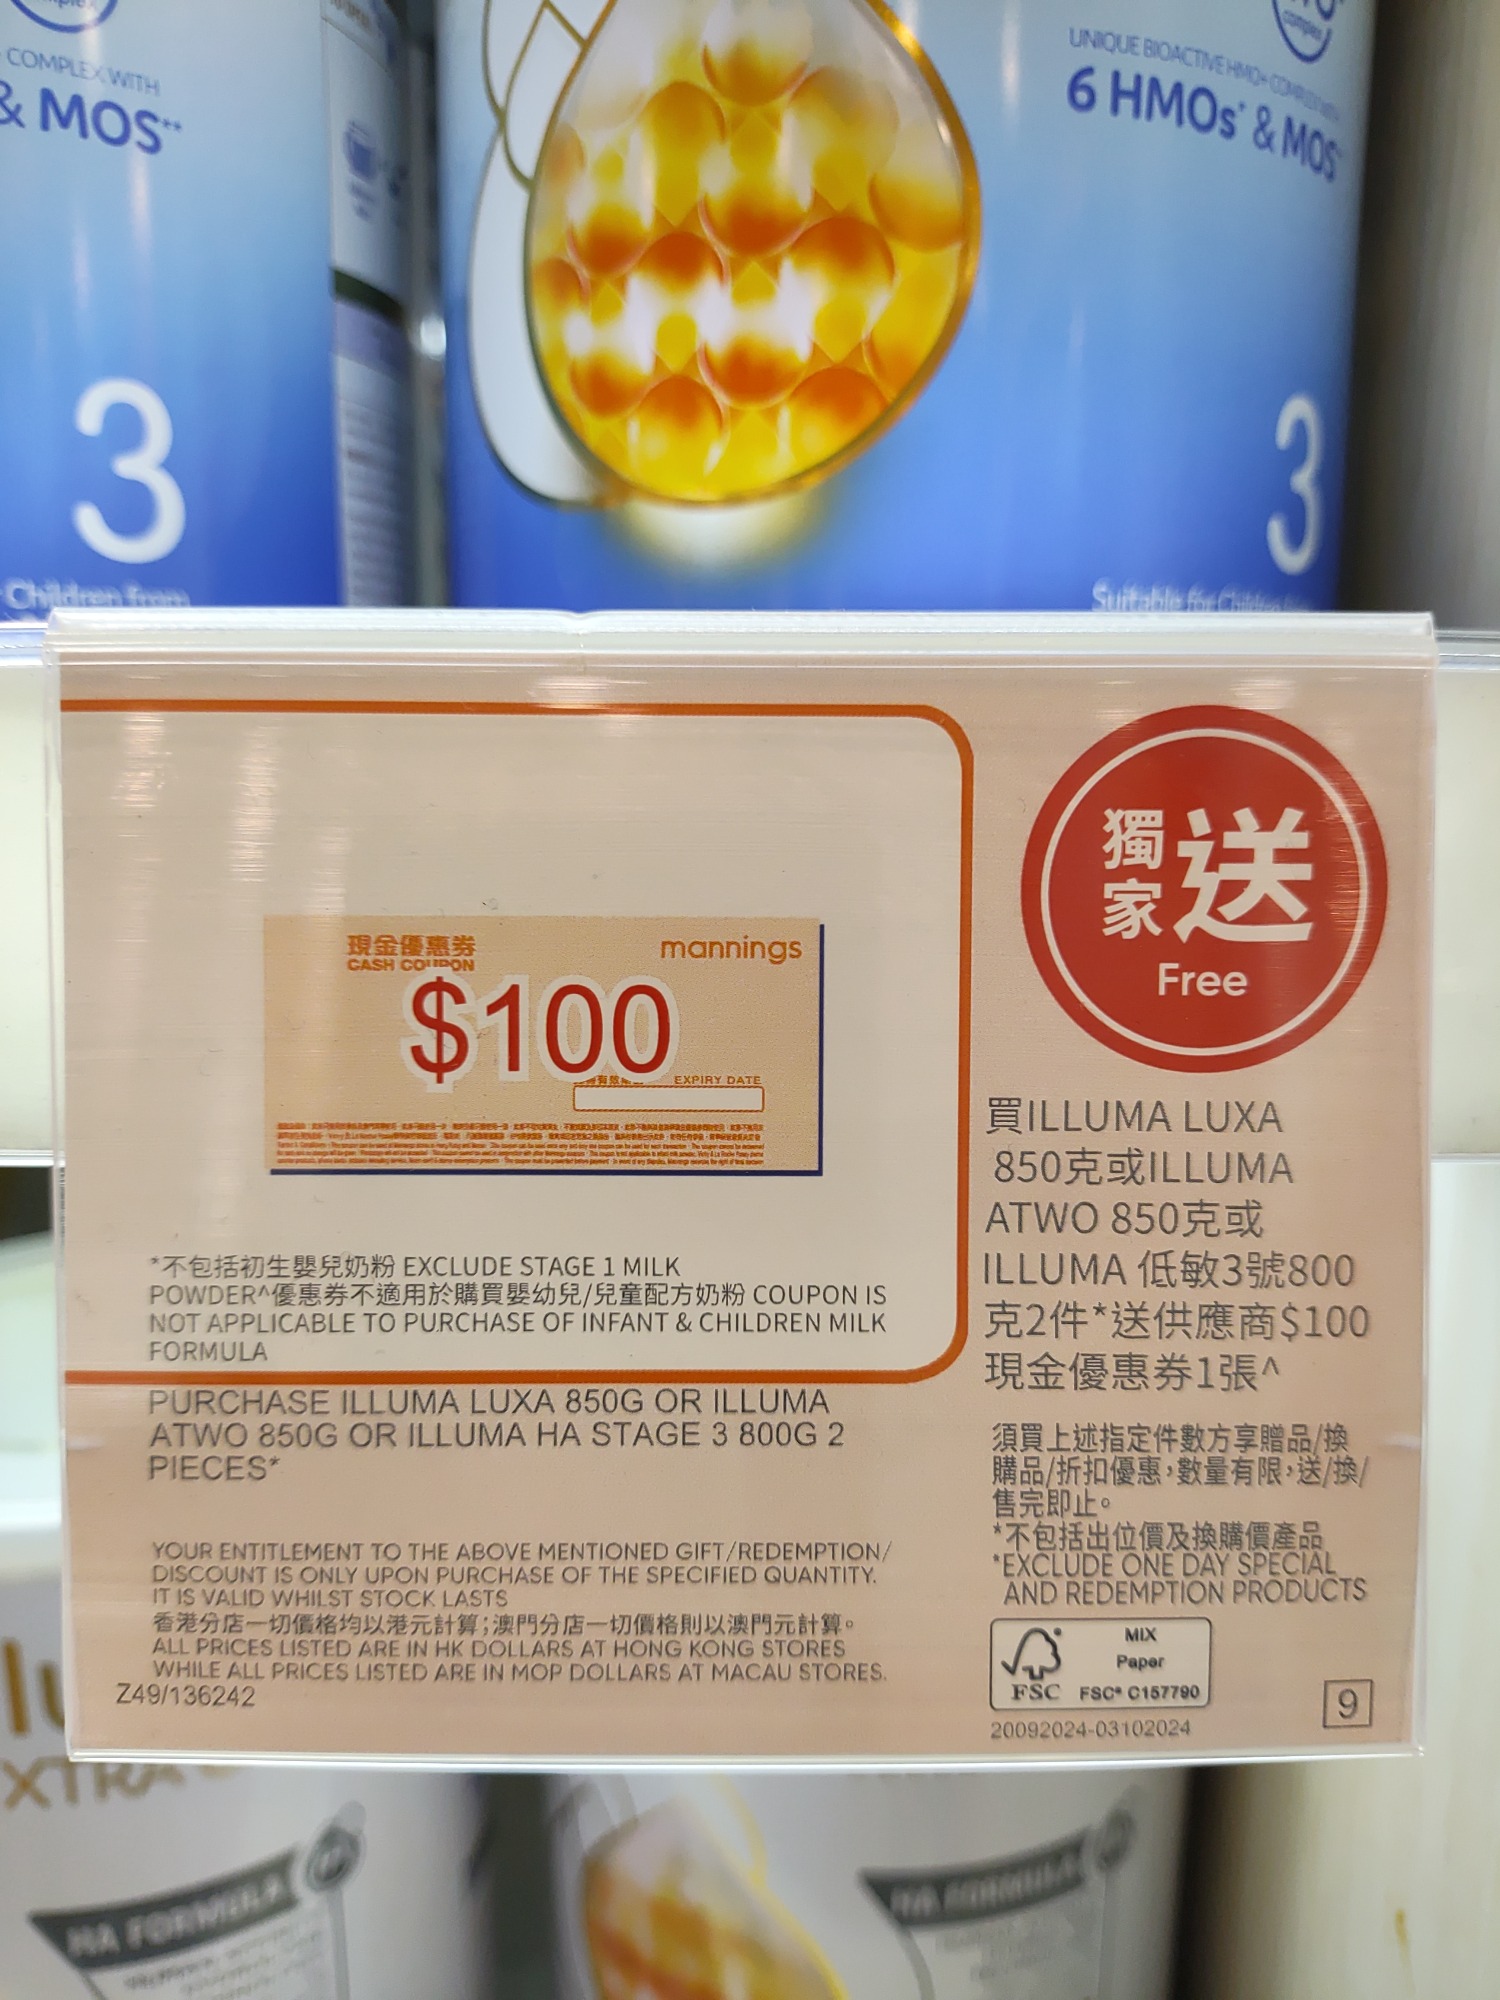 COMPLEX WITH
& MOS**
3
Children from
UNIQUE BIOACTIVE HMO+ COMPLEX WITH
6 HMOs* & MOS
3
Suitable for Children
現金優惠券
CASH COUPON
mannings
$100
EXPIRY DATE
*不包括初生嬰兒奶粉 EXCLUDE STAGE 1 MILK
POWDER^優惠券不適用於購買嬰幼兒/兒童配方奶粉 COUPON IS
NOT APPLICABLE TO PURCHASE OF INFANT & CHILDREN MILK
FORMULA
PURCHASE ILLUMA LUXA 850G OR ILLUMA
ATWO 850G OR ILLUMA HA STAGE 3 800G 2
PIECES*
YOUR ENTITLEMENT TO THE ABOVE MENTIONED GIFT/REDEMPTION/
DISCOUNT IS ONLY UPON PURCHASE OF THE SPECIFIED QUANTITY.
IT IS VALID WHILST STOCK LASTS
香港分店一切價格均以港元計算;澳門分店一切價格則以澳門元計算。
ALL PRICES LISTED ARE IN HK DOLLARS AT HONG KONG STORES
WHILE ALL PRICES LISTED ARE IN MOP DOLLARS AT MACAU STORES.
Z49/136242
獨家
送
Free
買ILLUMA LUXA
850克或ILLUMA
ATWO 850克或
ILLUMA 低敏3號800
克2件*送供應商$100
現金優惠券1張^
須買上述指定件數方享贈品/換
購品/折扣優惠,數量有限,送/換/
售完即止。
*不包括出位價及換購價產品
*EXCLUDE ONE DAY SPECIAL
AND REDEMPTION PRODUCTS
FSC
MIX
Paper
FSC® C157790
20092024-03102024
9
HA FORMULA
HA FORMULA